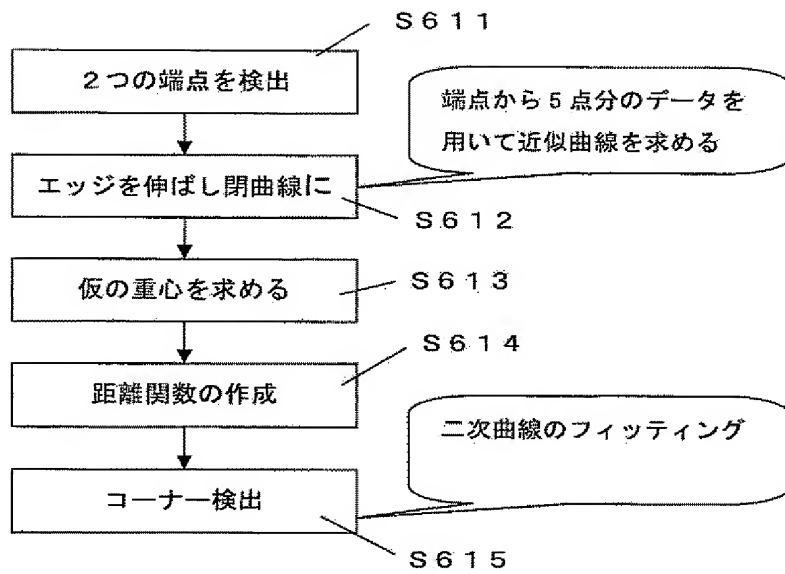 S611
2つの端点を検出
端点から5点分のデータを
用いて近似曲線を求める
エッジを伸ばし閉曲線に
S612
仮の重心を求める
S613
S614
距離関数の作成
二次曲線のフィッティング
コーナー検出
S615